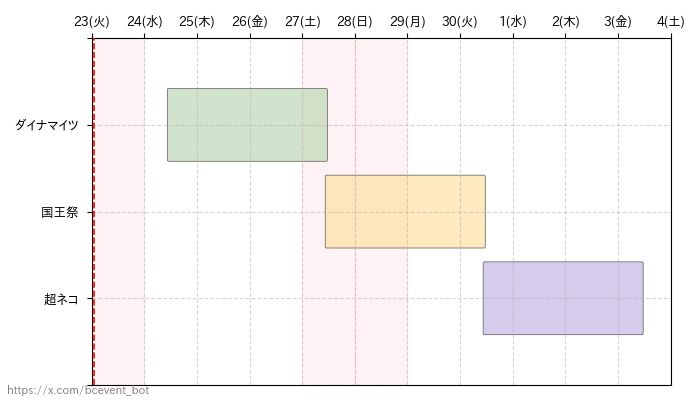 23(火) 24(水) 25(木) 26(金) 27(土) 28(日) 29(月) 30(火) 1(水) 2(木) 3(金) 4(土)
ダイナマイツ
国王祭
超ネコ
https://x.com/bcevent_bot